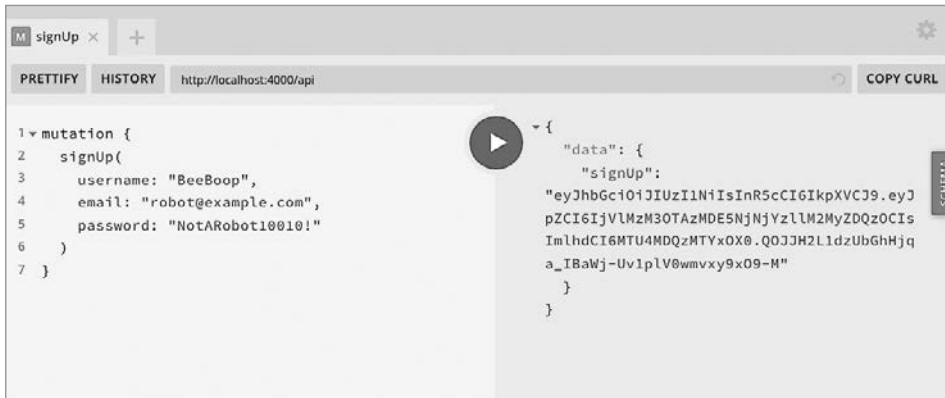 M signUp × +
PRETTIFY HISTORY http://localhost:4000/api COPY CURL
1 mutation {
2 signUp(
3 username: "BeeBoop",
4 email: "robot@example.com",
5 password: "NotARobot10010!"
6 )
7 }
{
"data": {
"signUp":
"eyJhbGciOiJIUzI1NiIsInR5cCI6IkpXVCJ9.eyJ
pZCI6IjVlMzM3OTAzMDE5NjNjYzllM2MyZDQzOCIs
ImlhdCI6MTU4MDQzMTYxOX0.QOJJH2L1dzUbGhHjq
a_IBaWj-Uv1plV0wmvxy9xO9-M"
}
}
SCHEMA